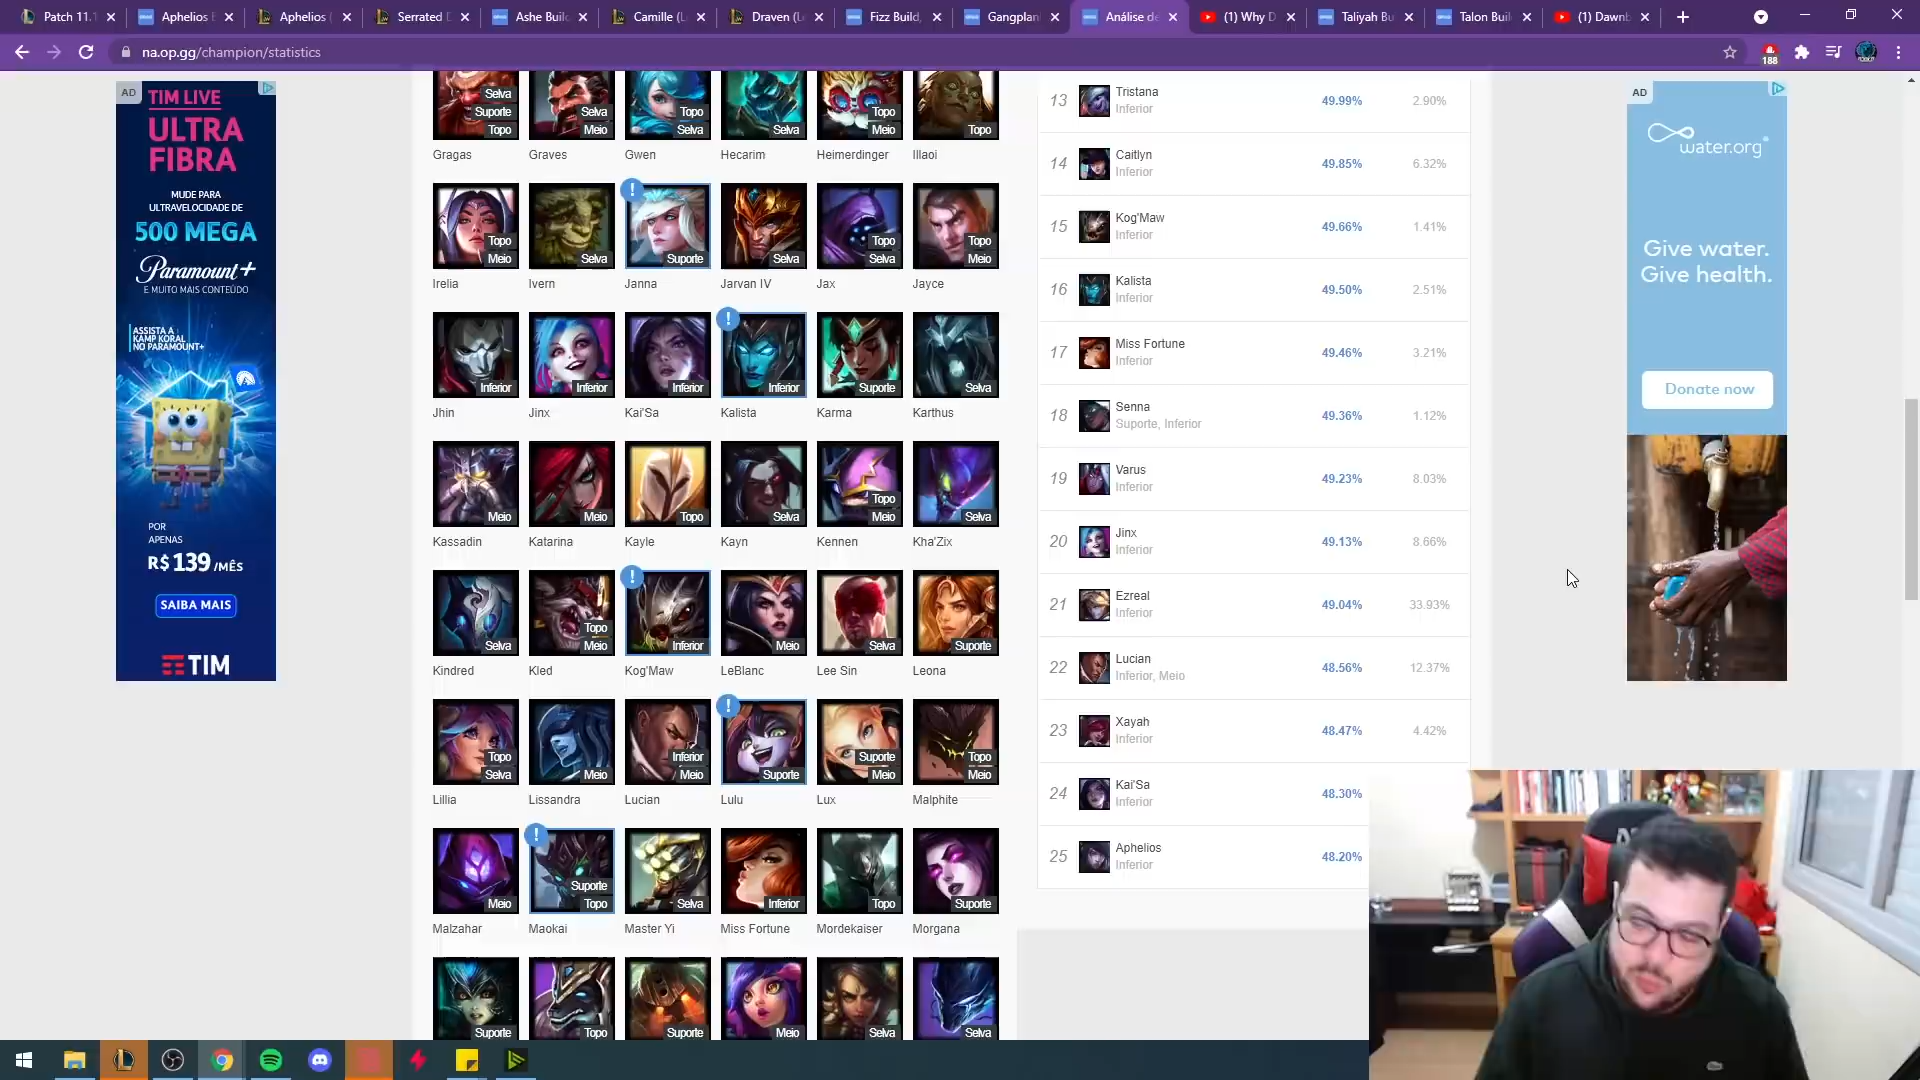 Patch 11.1
Aphelios
Aphelios (
Serrated
Ashe Build
Camille (L
Draven (L
Fizz Build,
Gangplan
Análise de
(1) Why D
Taliyah Bu
Talon Buil
(1) Dawnb
na.op.gg/champion/statistics
188
AD
TIM LIVE
ULTRA
FIBRA
MUDE PARA
ULTRAVELOCIDADE DE
500 MEGA
Paramount+
E MUITO MAIS CONTEÚDO
ASSISTA A
KAMP KORAL
NO PARAMOUNT+
POR
APENAS
R$ 139 /MÊS
SAIBA MAIS
TIM
Selva
Suporte
Topo
Selva
Meio
Topo
Selva
Selva
Topo
Meio
Topo
Gragas
Graves
Gwen
Hecarim
Heimerdinger
Illaoi
!
Topo
Meio
Selva
Suporte
Selva
Topo
Selva
Topo
Meio
Irelia
Ivern
Janna
Jarvan IV
Jax
Jayce
!
Inferior
Inferior
Inferior
Inferior
Suporte
Selva
Jhin
Jinx
Kai'Sa
Kalista
Karma
Karthus
Meio
Meio
Topo
Selva
Topo
Meio
Selva
Kassadin
Katarina
Kayle
Kayn
Kennen
Kha'Zix
!
Selva
Topo
Meio
Inferior
Meio
Selva
Suporte
Kindred
Kled
Kog'Maw
LeBlanc
Lee Sin
Leona
!
Topo
Selva
Meio
Inferior
Meio
Suporte
Suporte
Meio
Topo
Meio
Lillia
Lissandra
Lucian
Lulu
Lux
Malphite
!
Meio
Suporte
Topo
Selva
Inferior
Topo
Suporte
Malzahar
Maokai
Master Yi
Miss Fortune
Mordekaiser
Morgana
Suporte
Topo
Suporte
Meio
Selva
Selva
13 Tristana 49.99% 2.90%
Inferior
14 Caitlyn 49.85% 6.32%
Inferior
15 Kog'Maw 49.66% 1.41%
Inferior
16 Kalista 49.50% 2.51%
Inferior
17 Miss Fortune 49.46% 3.21%
Inferior
18 Senna 49.36% 1.12%
Suporte, Inferior
19 Varus 49.23% 8.03%
Inferior
20 Jinx 49.13% 8.66%
Inferior
21 Ezreal 49.04% 33.93%
Inferior
22 Lucian 48.56% 12.37%
Inferior, Meio
23 Xayah 48.47% 4.42%
Inferior
24 Kai'Sa 48.30%
Inferior
25 Aphelios 48.20%
Inferior
AD
water.org
Give water.
Give health.
Donate now